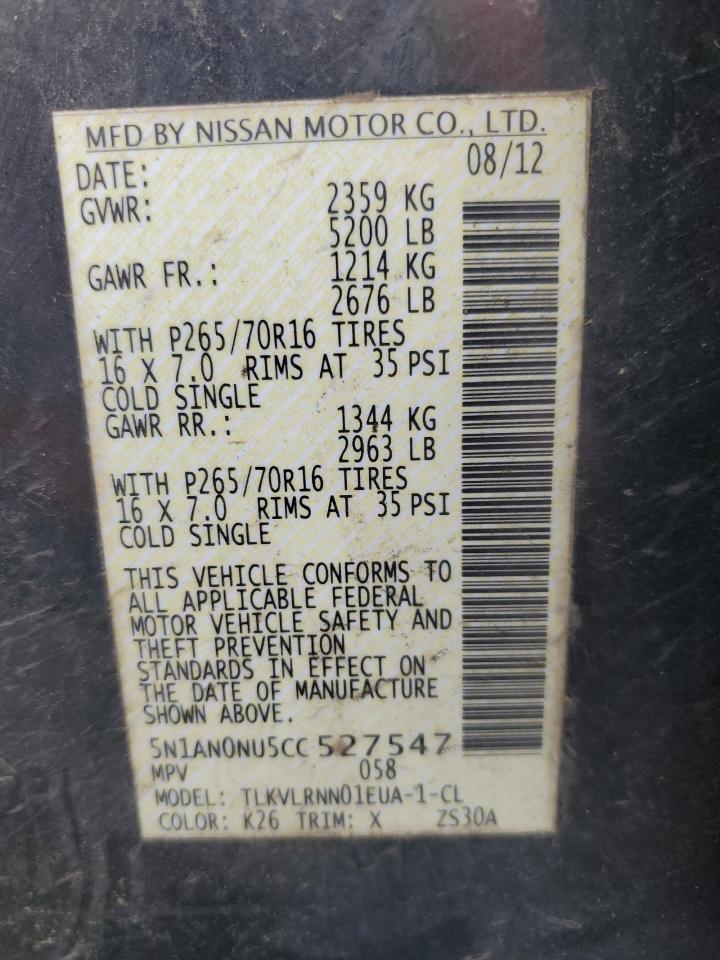 MFD BY NISSAN MOTOR CO., LTD.
DATE: 08/12
GVWR: 2359 KG
5200 LB
GAWR FR.: 1214 KG
2676 LB
WITH P265/70R16 TIRES
16 X 7.0 RIMS AT 35 PSI
COLD SINGLE
GAWR RR.: 1344 KG
2963 LB
WITH P265/70R16 TIRES
16 X 7.0 RIMS AT 35 PSI
COLD SINGLE
THIS VEHICLE CONFORMS TO
ALL APPLICABLE FEDERAL
MOTOR VEHICLE SAFETY AND
THEFT PREVENTION
STANDARDS IN EFFECT ON
THE DATE OF MANUFACTURE
SHOWN ABOVE.
5N1AN0NU5CC527547
MPV 058
MODEL: TLKVLRNN01EUA-1-CL
COLOR: K26 TRIM: X ZS30A